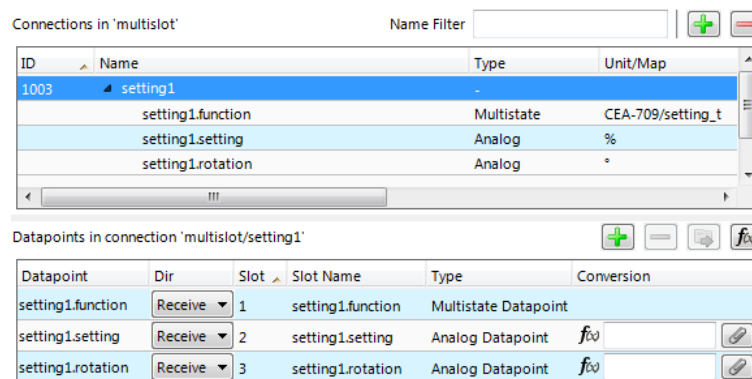 Connections in 'multislot' Name Filter
ID Name Type Unit/Map
1003 setting1 -
setting1.function Multistate CEA-709/setting_t
setting1.setting Analog %
setting1.rotation Analog °
Datapoints in connection 'multislot/setting1'
Datapoint Dir Slot Slot Name Type Conversion
setting1.function Receive 1 setting1.function Multistate Datapoint
setting1.setting Receive 2 setting1.setting Analog Datapoint f(x)
setting1.rotation Receive 3 setting1.rotation Analog Datapoint f(x)